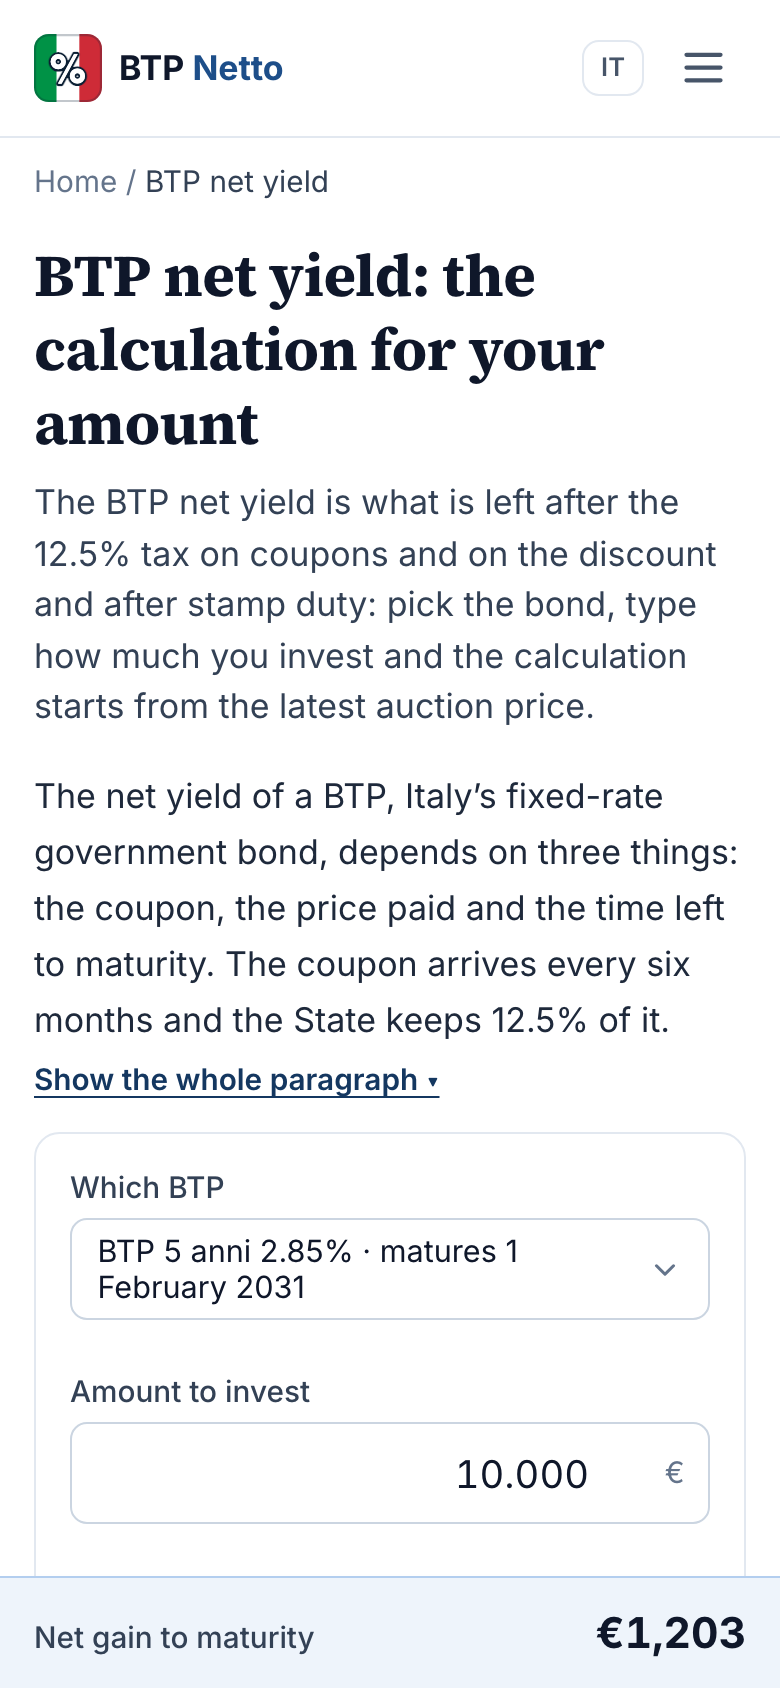 %
BTP Netto
IT
Home / BTP net yield
BTP net yield: the
calculation for your
amount
The BTP net yield is what is left after the
12.5% tax on coupons and on the discount
and after stamp duty: pick the bond, type
how much you invest and the calculation
starts from the latest auction price.
The net yield of a BTP, Italy’s fixed-rate
government bond, depends on three things:
the coupon, the price paid and the time left
to maturity. The coupon arrives every six
months and the State keeps 12.5% of it.
Show the whole paragraph ▾
Which BTP
BTP 5 anni 2.85% · matures 1
February 2031
Amount to invest
10.000 €
Net gain to maturity €1,203